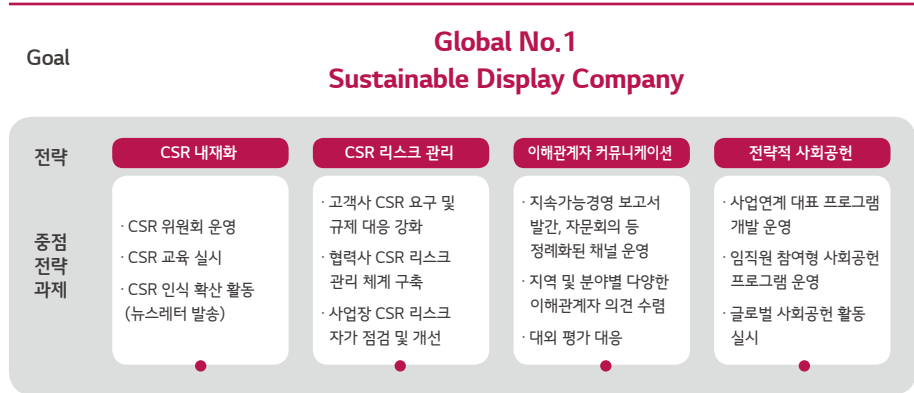 Goal
Global No.1
Sustainable Display Company
전략
CSR 내재화
CSR 리스크 관리
이해관계자 커뮤니케이션
전략적 사회공헌
중점
전략
과제
· CSR 위원회 운영
· CSR 교육 실시
· CSR 인식 확산 활동
(뉴스레터 발송)
· 고객사 CSR 요구 및
규제 대응 강화
· 협력사 CSR 리스크
관리 체계 구축
· 사업장 CSR 리스크
자가 점검 및 개선
· 지속가능경영 보고서
발간, 자문회의 등
정례화된 채널 운영
· 지역 및 분야별 다양한
이해관계자 의견 수렴
· 대외 평가 대응
· 사업연계 대표 프로그램
개발 운영
· 임직원 참여형 사회공헌
프로그램 운영
· 글로벌 사회공헌 활동
실시